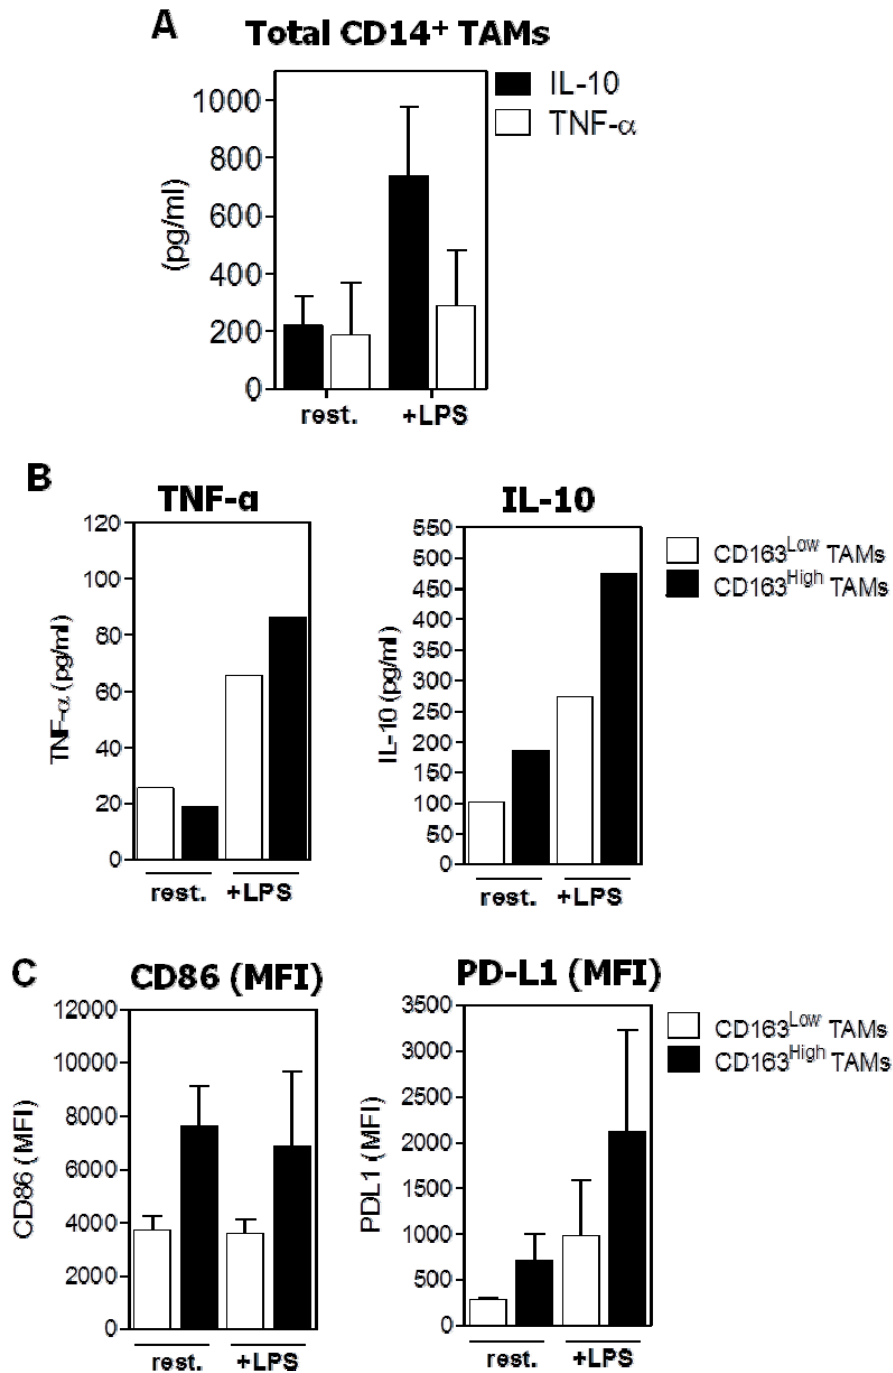 A
Total CD14⁺ TAMs
IL-10
TNF-α
(pg/ml)
1000
800
600
400
200
0
rest.
+LPS
B
TNF-α
TNF-α (pg/ml)
120
100
80
60
40
20
0
rest.
+LPS
IL-10
IL-10 (pg/ml)
550
500
450
400
350
300
250
200
150
100
50
0
rest.
+LPS
CD163Low TAMs
CD163High TAMs
C
CD86 (MFI)
CD86 (MFI)
12000
10000
8000
6000
4000
2000
0
rest.
+LPS
PD-L1 (MFI)
PDL1 (MFI)
3500
3000
2500
2000
1500
1000
500
0
rest.
+LPS
CD163Low TAMs
CD163High TAMs